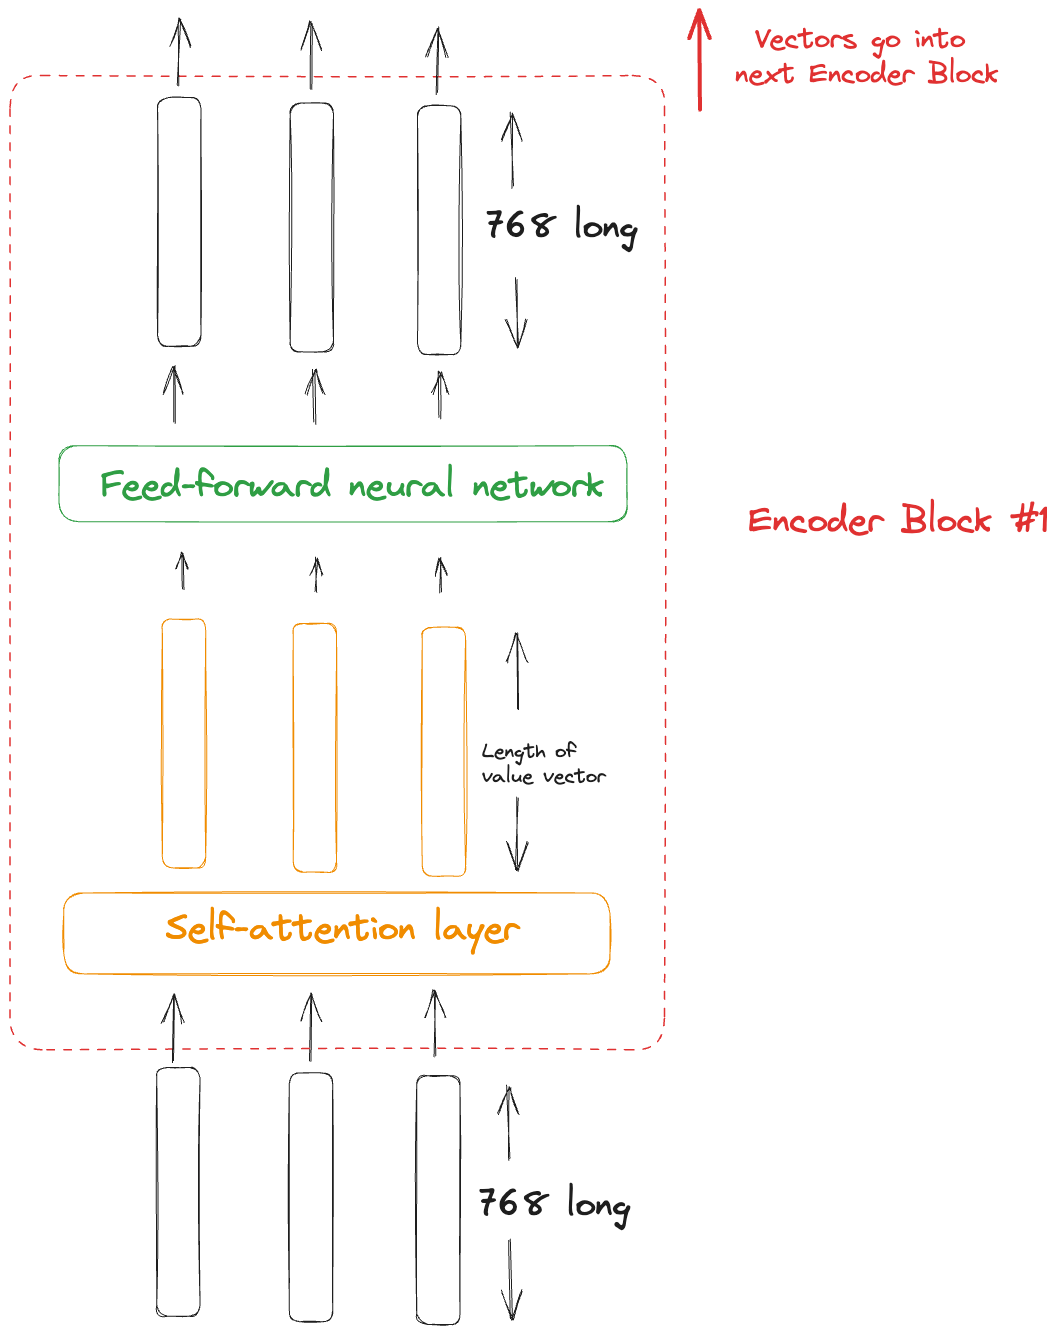 Vectors go into
next Encoder Block
768 long
Feed-forward neural network
Encoder Block #1
Length of
value vector
Self-attention layer
768 long